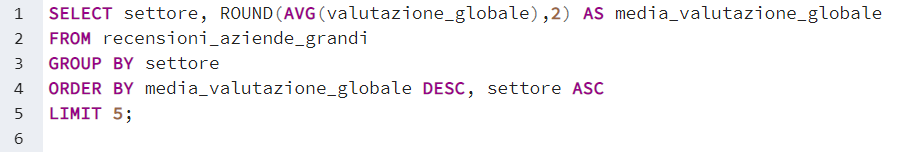 1 SELECT settore, ROUND(AVG(valutazione_globale),2) AS media_valutazione_globale
2 FROM recensioni_aziende_grandi
3 GROUP BY settore
4 ORDER BY media_valutazione_globale DESC, settore ASC
5 LIMIT 5;
6